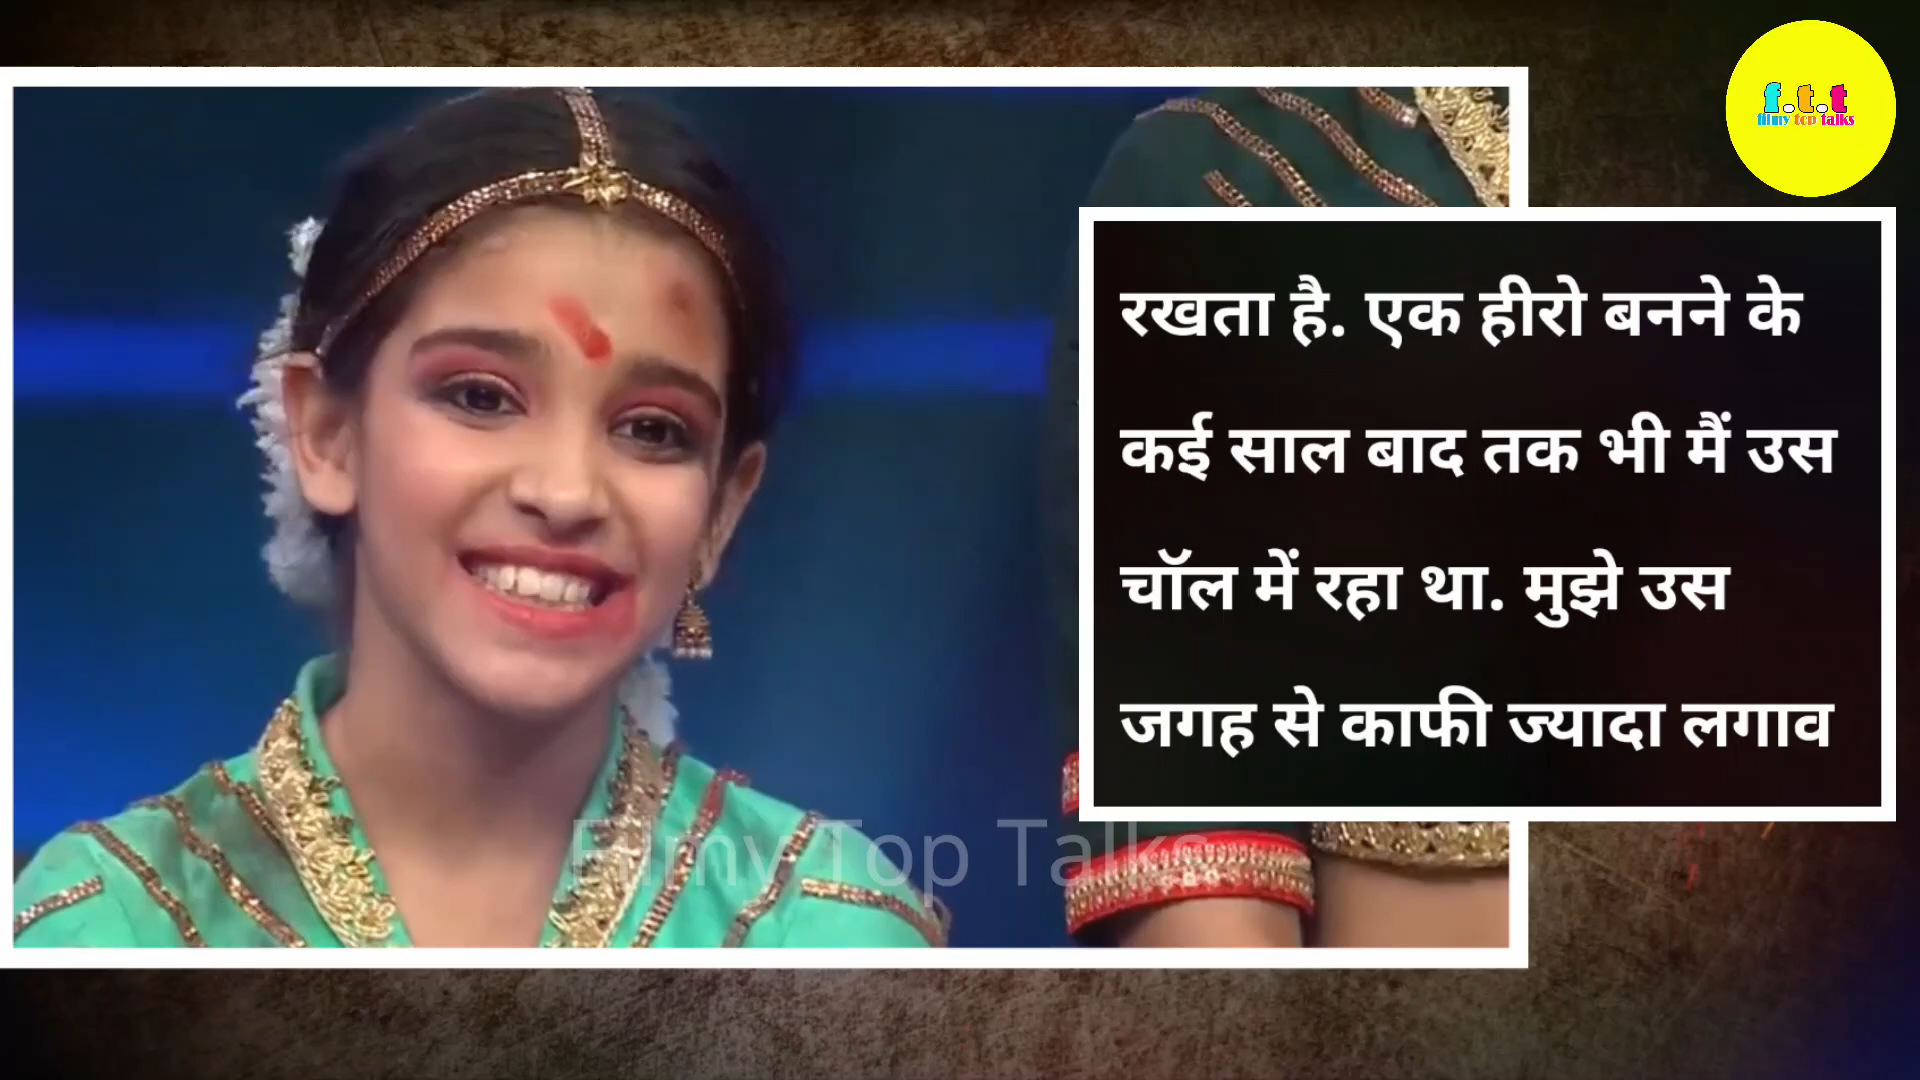 f.t.t
filmy top talks
रखता है. एक हीरो बनने के
कई साल बाद तक भी मैं उस
चॉल में रहा था. मुझे उस
जगह से काफी ज्यादा लगाव
Filmy Top Talks